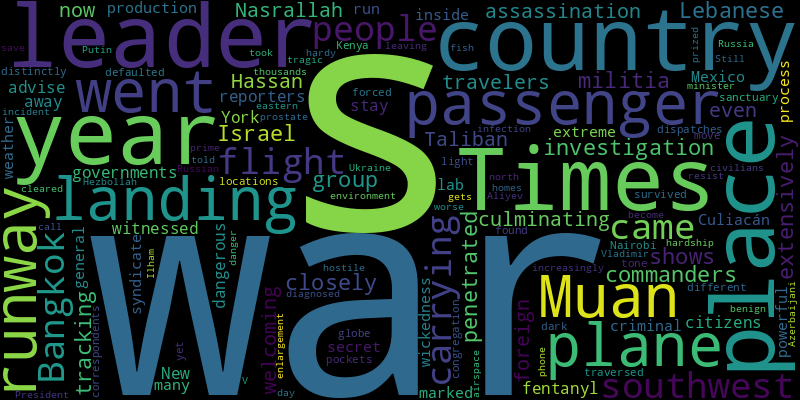 now production Nasrallah run inside assassination Lebanese
leader people country
save Putin took hardy Kenya leaving fish prized Russia Still
distinctly defaulted tragic thousands travelers militia Mexico minister
advise went Hassan forced passenger sanctuary process
away reporters eastern prostate stay even
incident year York prime infection dispatches move
weather Israel told Russian S Taliban extreme civilians
governments flight light investigation
cleared Hezbollah locations group lab north homes resist
landing environment Times survived place
runway call witnessed gets worse Aliyev culminating Culiacán
Bangkok general syndicate dangerous danger found came Nairobi become hardship
tracking Ilham hostile closely penetrated shows Vladimir tone extensively
war diagnosed carrying increasingly commanders different powerful
correspondents welcoming enlargement globe wickedness Muan citizens benign
New yet secret pockets congregation foreign dark criminal Azerbaijani
many v airspace phone plane traversed
President marked day fentanyl southwest